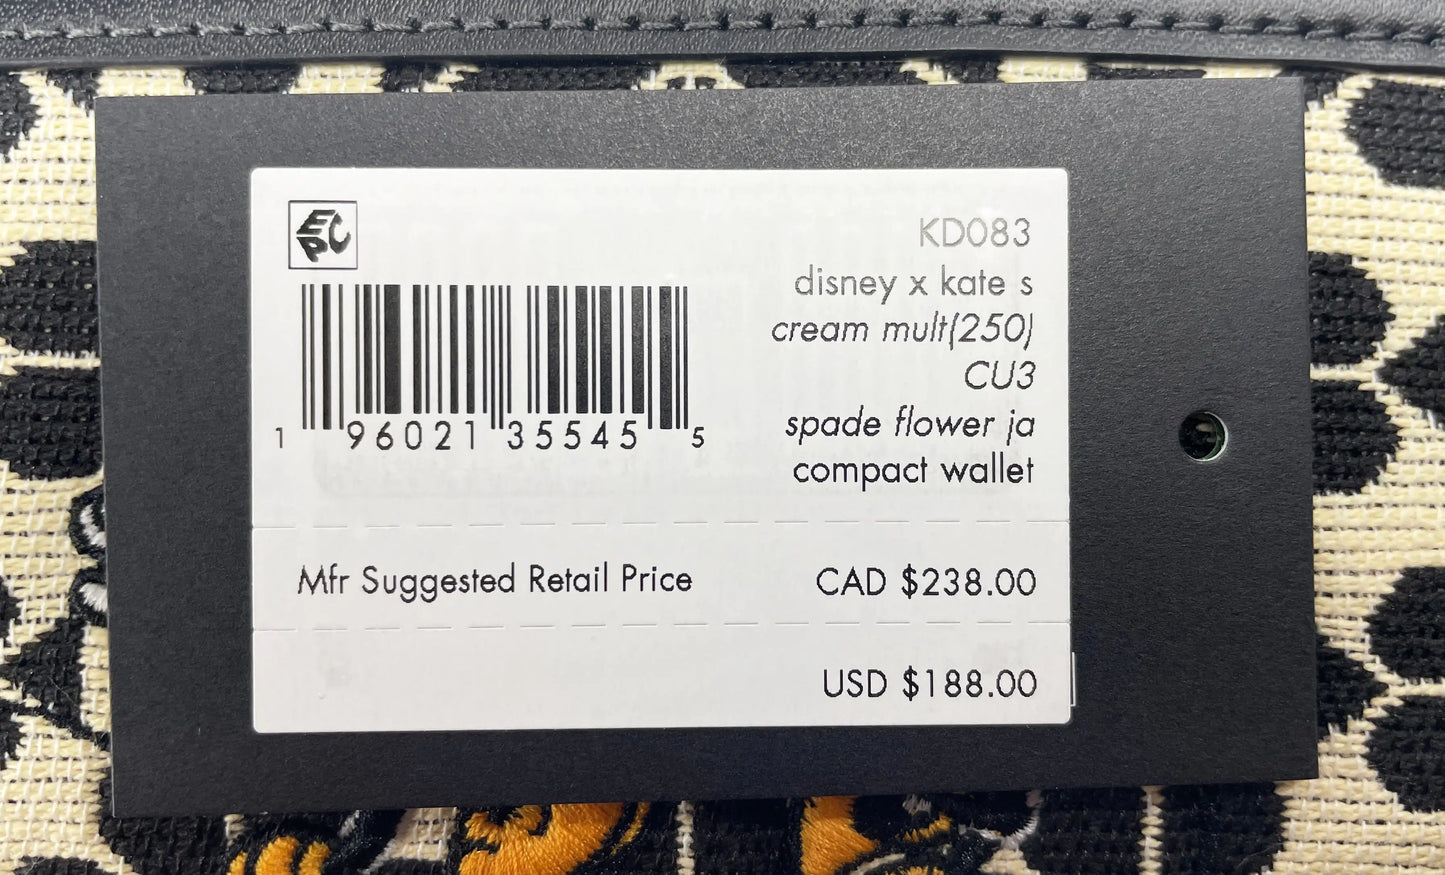 EPC
KD083
disney x kate s
cream mult(250)
CU3
spade flower ja
compact wallet
1 96021 35545 5
Mfr Suggested Retail Price CAD $238.00
USD $188.00